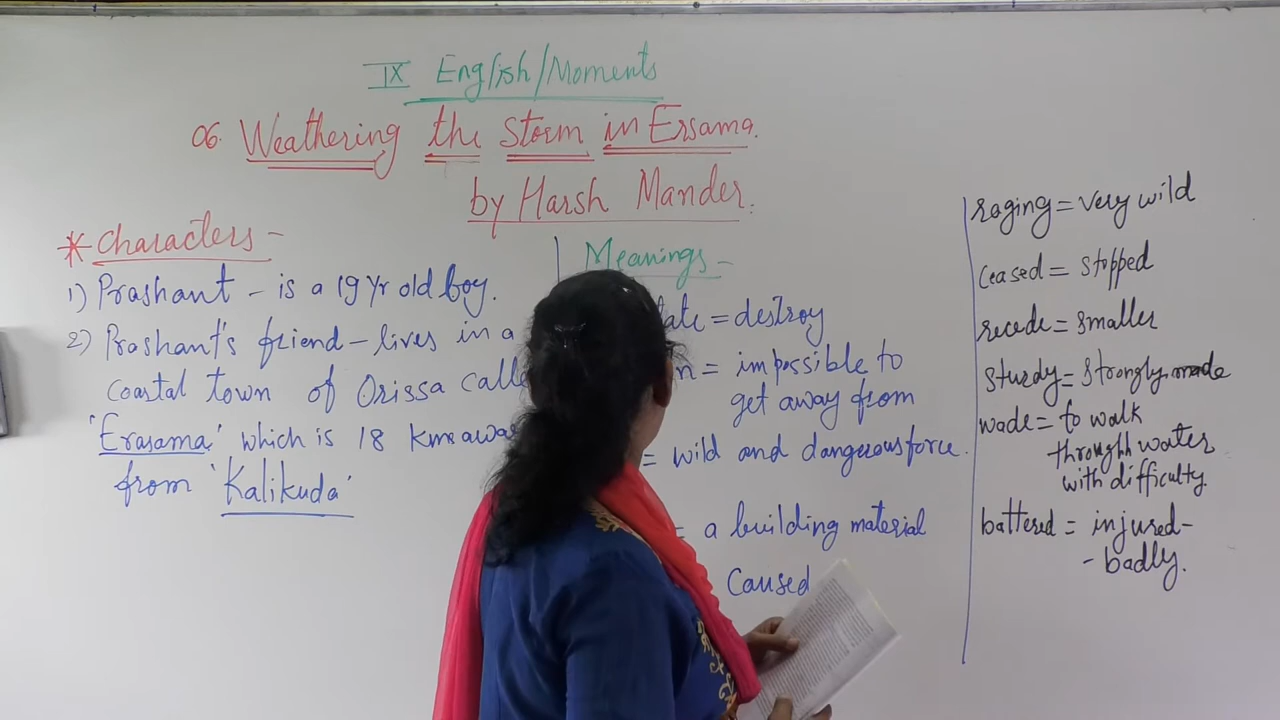 IX English/Moments
06. Weathering the Storm in Ersama.
by Harsh Mander.
* Characters -
1) Prashant - is a 19 yr old boy.
2) Prashant's friend - lives in a
coastal town of Orissa calle
'Erasama' which is 18 kms awa
from 'Kalikuda'
Meanings -
tate = destroy
n = impossible to
get away from
= wild and dangerous force.
= a building material
Caused
raging = very wild
ceased = stopped
recede = smaller
sturdy = strongly made
wade = to walk
through water
with difficulty.
battered = injured-
- badly.